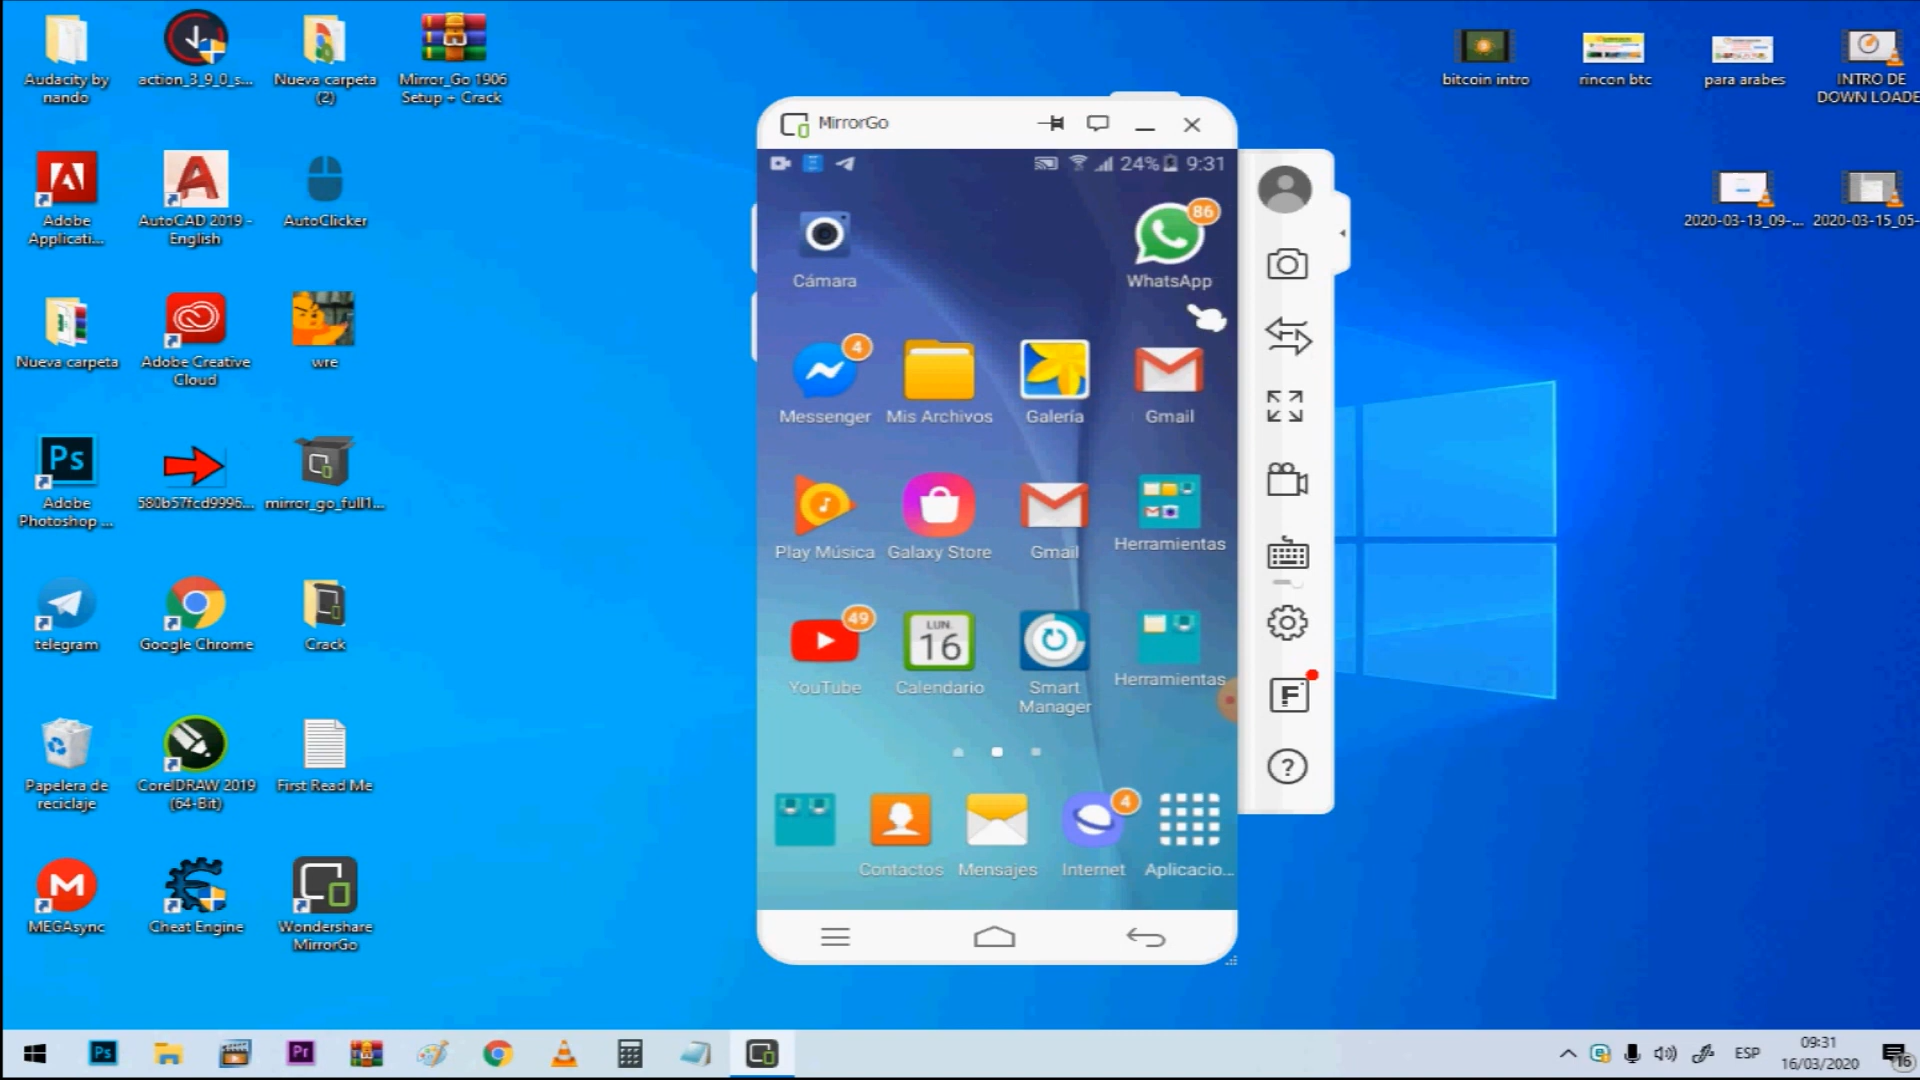 Audacity by
nando
action_3_9_0_s...
Nueva carpeta
(2)
Mirror_Go 1906
Setup + Crack
bitcoin intro
rincon btc
para arabes
INTRO DE
DOWN LOADE
Adobe
Applicati...
AutoCAD 2019 -
English
AutoClicker
2020-03-13_09-...
2020-03-15_05-
Nueva carpeta
Adobe Creative
Cloud
wre
Ps
Adobe
Photoshop ...
580b57fcd9996...
mirror_go_full1...
telegram
Google Chrome
Crack
Papelera de
reciclaje
CorelDRAW 2019
(64-Bit)
First Read Me
MEGAsync
Cheat Engine
Wondershare
MirrorGo
MirrorGo
24% 9:31
86
Cámara
WhatsApp
4
Messenger
Mis Archivos
Galería
Gmail
Play Música
Galaxy Store
Gmail
Herramientas
49
LUN.
16
YouTube
Calendario
Smart
Manager
Herramientas
4
Contactos
Mensajes
Internet
Aplicacio...
F
?
Ps
Pr
ESP
09:31
16/03/2020
16